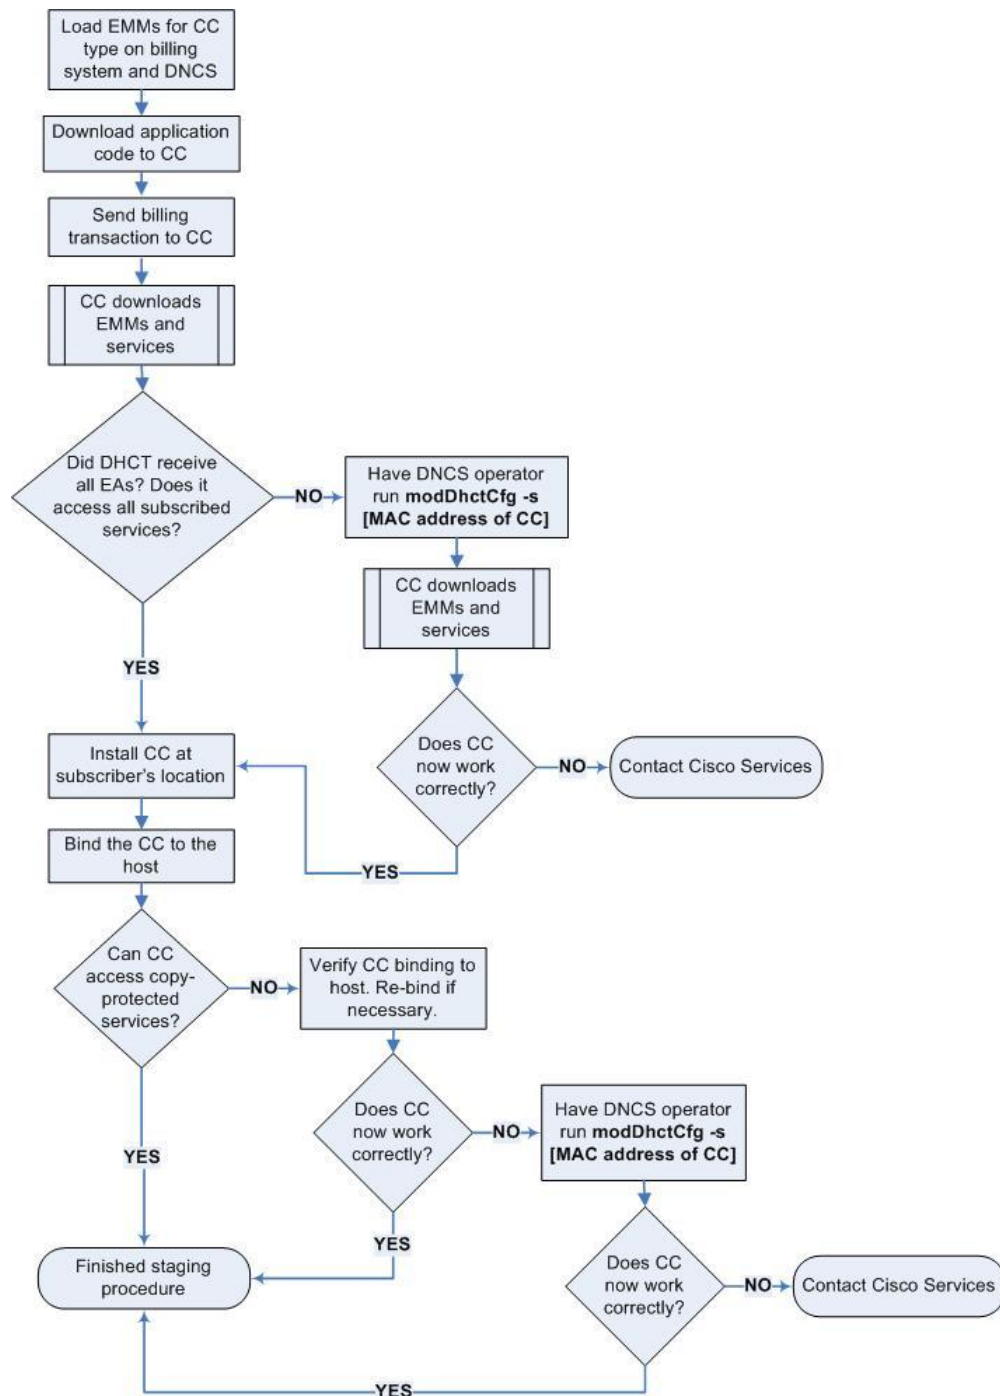 Load EMMs for CC
type on billing
system and DNCS
Download application
code to CC
Send billing
transaction to CC
CC downloads
EMMs and
services
Did DHCT receive
all EAs? Does it
access all subscribed
services?
NO
Have DNCS operator
run modDhctCfg -s
[MAC address of CC]
CC downloads
EMMs and
services
YES
Does CC
now work
correctly?
NO
Contact Cisco Services
YES
Install CC at
subscriber's location
Bind the CC to the
host
Can CC
access copy-
protected
services?
NO
Verify CC binding to
host. Re-bind if
necessary.
YES
Does CC
now work
correctly?
NO
Have DNCS operator
run modDhctCfg -s
[MAC address of CC]
YES
Finished staging
procedure
Does CC
now work
correctly?
NO
Contact Cisco Services
YES